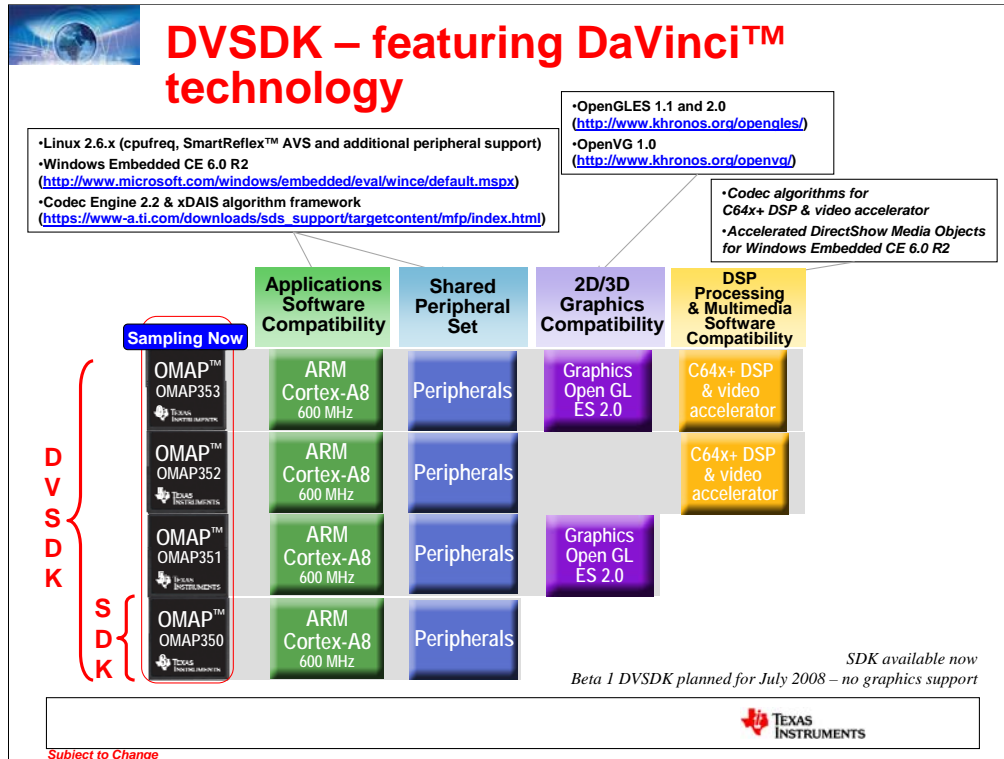 DVSDK – featuring DaVinci™
technology
•OpenGLES 1.1 and 2.0
(http://www.khronos.org/opengles/)
•OpenVG 1.0
(http://www.khronos.org/openvg/)
•Linux 2.6.x (cpufreq, SmartReflex™ AVS and additional peripheral support)
•Windows Embedded CE 6.0 R2
(http://www.microsoft.com/windows/embedded/eval/wince/default.mspx)
•Codec Engine 2.2 & xDAIS algorithm framework
(https://www-a.ti.com/downloads/sds_support/targetcontent/mfp/index.html)
•Codec algorithms for
C64x+ DSP & video accelerator
•Accelerated DirectShow Media Objects
for Windows Embedded CE 6.0 R2
Applications
Software
Compatibility
Shared
Peripheral
Set
2D/3D
Graphics
Compatibility
DSP
Processing
& Multimedia
Software
Compatibility
Sampling Now
OMAP™
OMAP353
TEXAS
INSTRUMENTS
ARM
Cortex-A8
600 MHz
Peripherals
Graphics
Open GL
ES 2.0
C64x+ DSP
& video
accelerator
OMAP™
OMAP352
TEXAS
INSTRUMENTS
ARM
Cortex-A8
600 MHz
Peripherals
C64x+ DSP
& video
accelerator
OMAP™
OMAP351
TEXAS
INSTRUMENTS
ARM
Cortex-A8
600 MHz
Peripherals
Graphics
Open GL
ES 2.0
OMAP™
OMAP350
TEXAS
INSTRUMENTS
ARM
Cortex-A8
600 MHz
Peripherals
D
V
S
D
K
S
D
K
SDK available now
Beta 1 DVSDK planned for July 2008 – no graphics support
TEXAS
INSTRUMENTS
Subject to Change